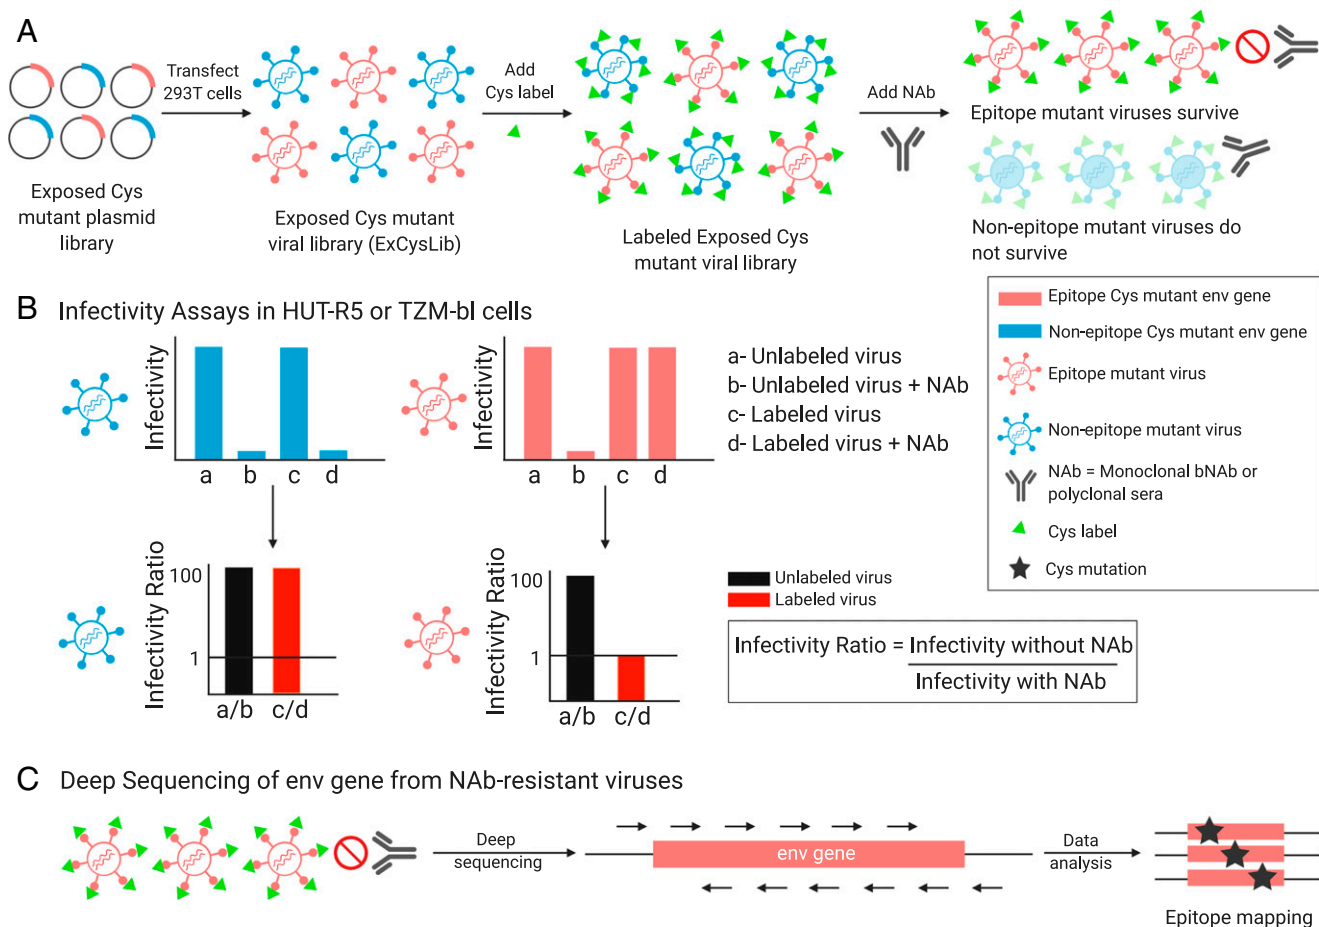 A
Transfect
293T cells
Add
Cys label
Add NAb
Exposed Cys
mutant plasmid
library
Exposed Cys mutant
viral library (ExCysLib)
Labeled Exposed Cys
mutant viral library
Epitope mutant viruses survive
Non-epitope mutant viruses do
not survive
B Infectivity Assays in HUT-R5 or TZM-bl cells
Infectivity
a b c d
Infectivity
a b c d
a- Unlabeled virus
b- Unlabeled virus + NAb
c- Labeled virus
d- Labeled virus + NAb
Infectivity Ratio
100
1
a/b c/d
Infectivity Ratio
100
1
a/b c/d
Unlabeled virus
Labeled virus
Infectivity Ratio = Infectivity without NAb
Infectivity with NAb
Epitope Cys mutant env gene
Non-epitope Cys mutant env gene
Epitope mutant virus
Non-epitope mutant virus
NAb = Monoclonal bNAb or
polyclonal sera
Cys label
Cys mutation
C Deep Sequencing of env gene from NAb-resistant viruses
Deep
sequencing
env gene
Data
analysis
Epitope mapping